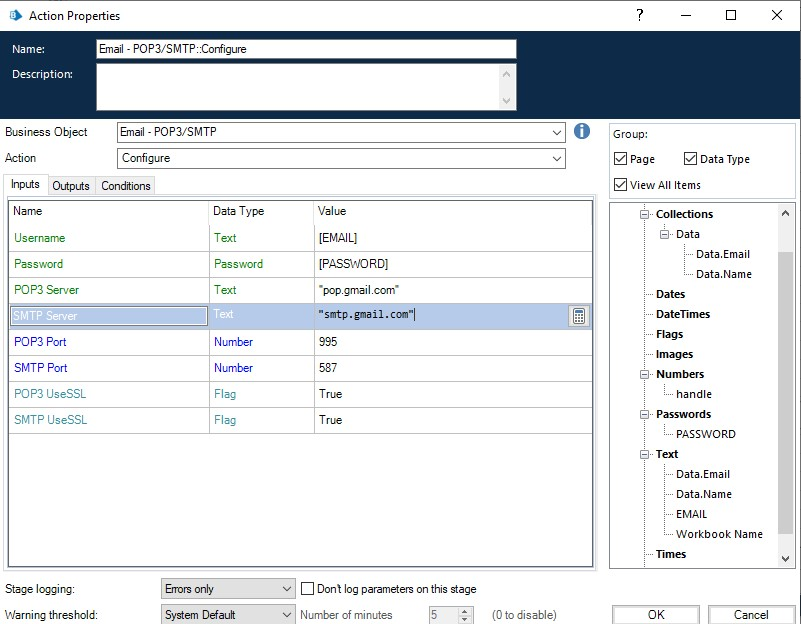 Action Properties
Name: Email - POP3/SMTP::Configure
Description:
Business Object Email - POP3/SMTP
Action Configure
Inputs Outputs Conditions
Name Data Type Value
Username Text [EMAIL]
Password Password [PASSWORD]
POP3 Server Text "pop.gmail.com"
SMTP Server Text "smtp.gmail.com"
POP3 Port Number 995
SMTP Port Number 587
POP3 UseSSL Flag True
SMTP UseSSL Flag True
Group:
Page Data Type
View All Items
Collections
Data
Data.Email
Data.Name
Dates
DateTimes
Flags
Images
Numbers
handle
Passwords
PASSWORD
Text
Data.Email
Data.Name
EMAIL
Workbook Name
Times
Stage logging: Errors only Don't log parameters on this stage
Warning threshold: System Default Number of minutes 5 (0 to disable)
OK Cancel